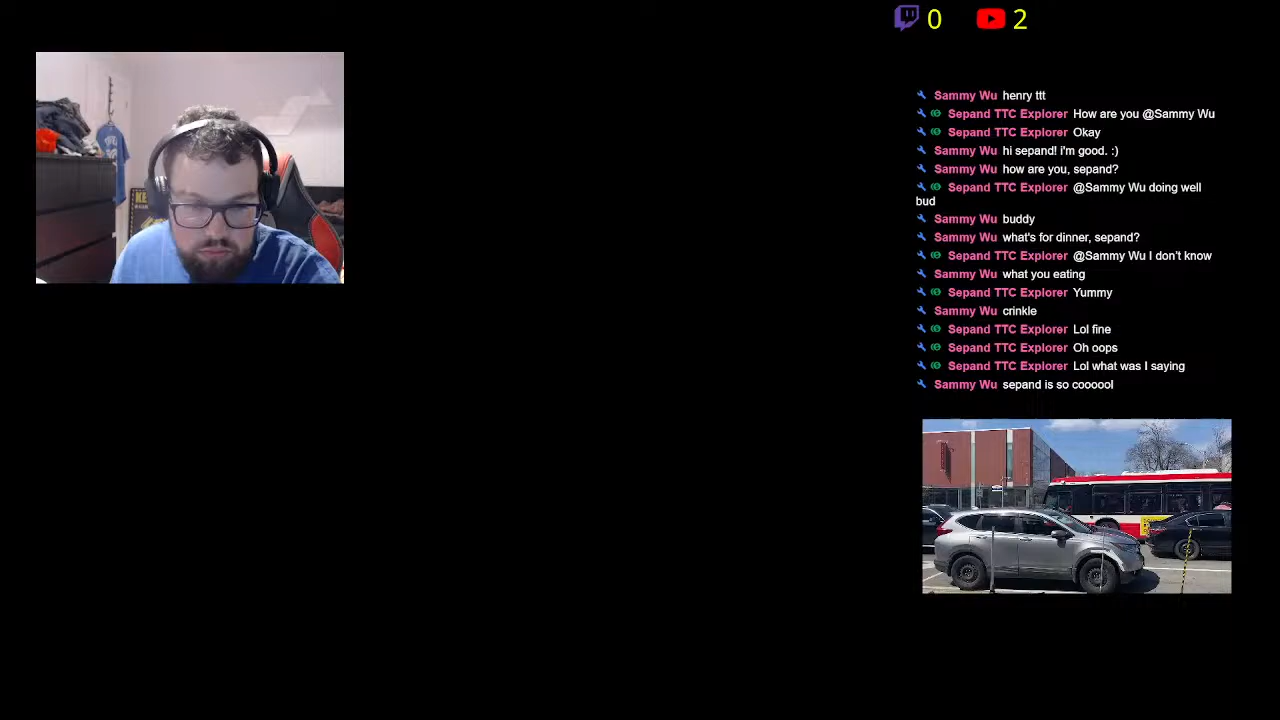 0 2
Sammy Wu henry ttt
Sepand TTC Explorer How are you @Sammy Wu
Sepand TTC Explorer Okay
Sammy Wu hi sepand! i'm good. :)
Sammy Wu how are you, sepand?
Sepand TTC Explorer @Sammy Wu doing well
bud
Sammy Wu buddy
Sammy Wu what's for dinner, sepand?
Sepand TTC Explorer @Sammy Wu I don't know
Sammy Wu what you eating
Sepand TTC Explorer Yummy
Sammy Wu crinkle
Sepand TTC Explorer Lol fine
Sepand TTC Explorer Oh oops
Sepand TTC Explorer Lol what was I saying
Sammy Wu sepand is so coooool